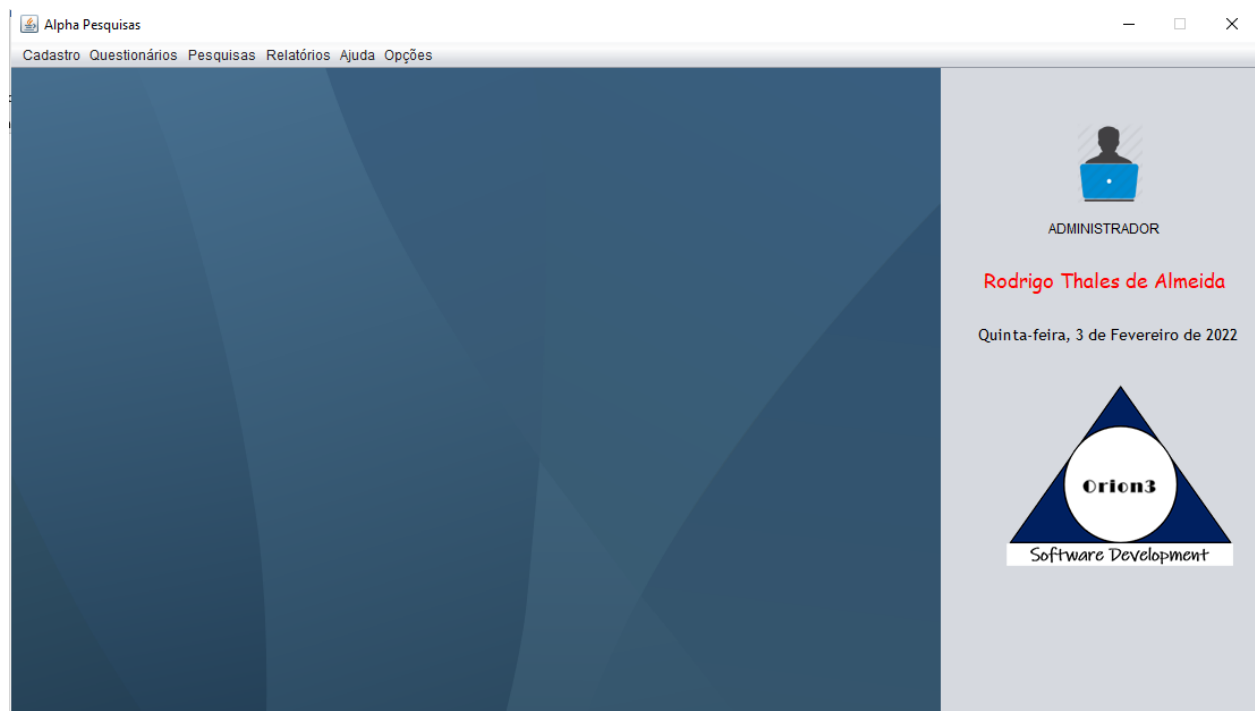 Alpha Pesquisas
Cadastro Questionários Pesquisas Relatórios Ajuda Opções
ADMINISTRADOR
Rodrigo Thales de Almeida
Quinta-feira, 3 de Fevereiro de 2022
Orion3
Software Development